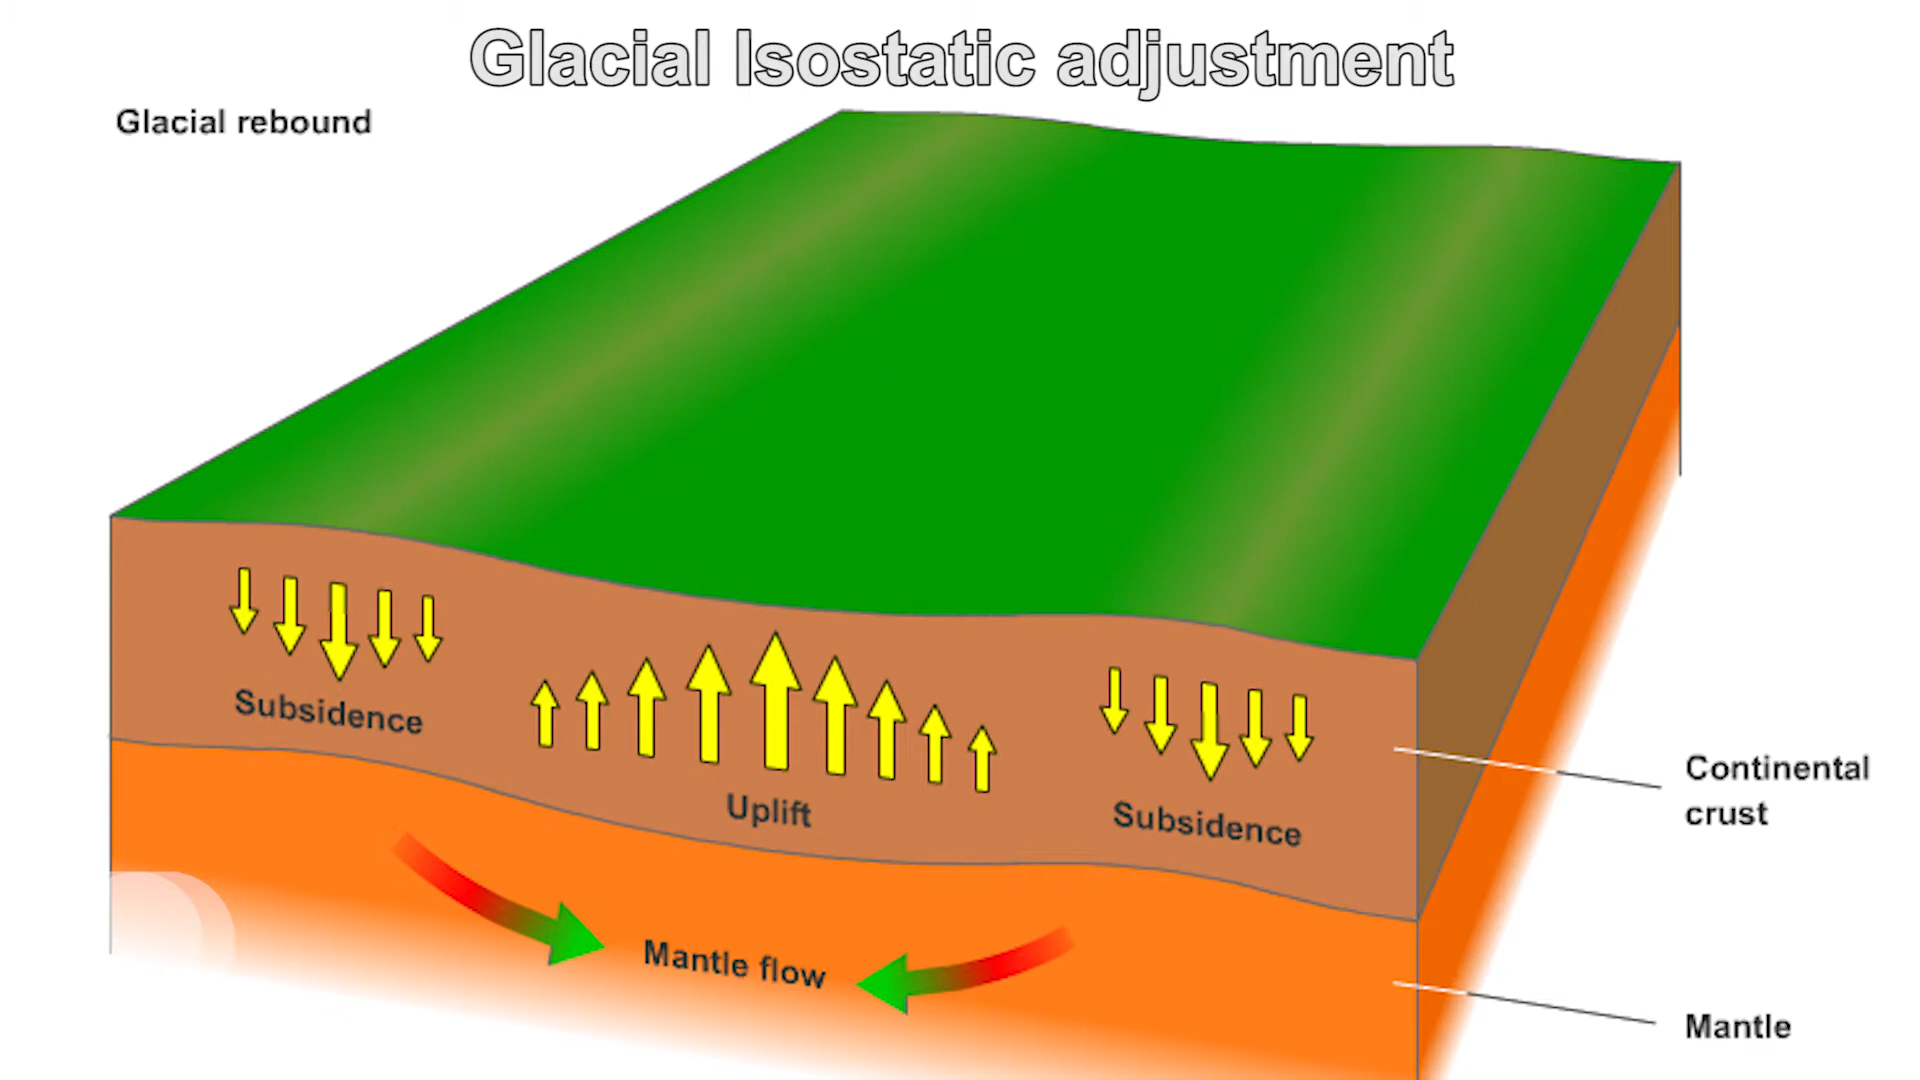 Glacial Isostatic adjustment
Glacial rebound
Subsidence
Uplift
Subsidence
Continental
crust
Mantle flow
Mantle